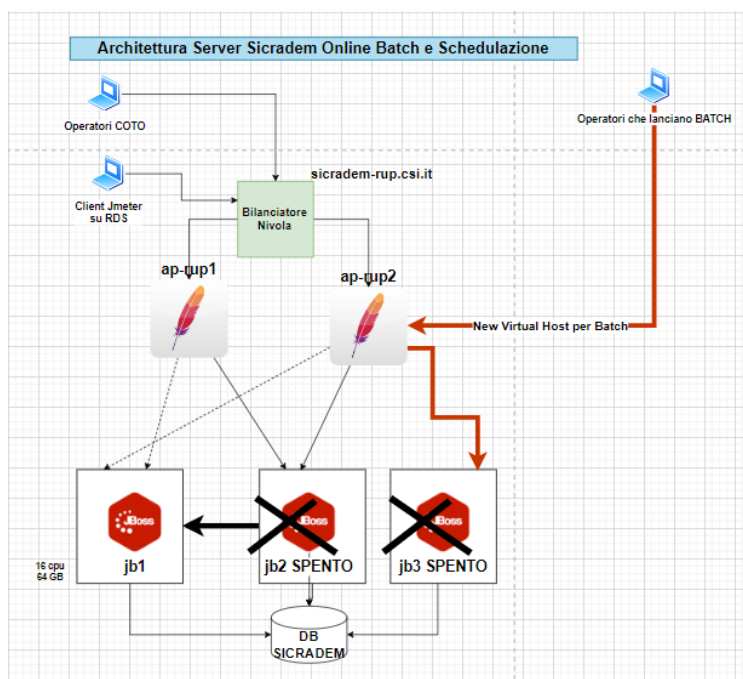 Architettura Server Sicradem Online Batch e Schedulazione
Operatori COTO
Operatori che lanciano BATCH
sicradem-rup.csi.it
Client Jmeter
su RDS
Bilanciatore
Nivola
ap-rup1
ap-rup2
New Virtual Host per Batch
JBoss
JBoss
JBoss
16 cpu
64 GB
jb1
jb2 SPENTO
jb3 SPENTO
DB
SICRADEM